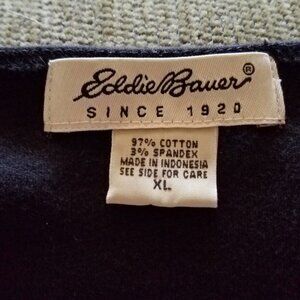 Eddie Bauer®
SINCE 1920
97% COTTON
3% SPANDEX
MADE IN INDONESIA
SEE SIDE FOR CARE
XL